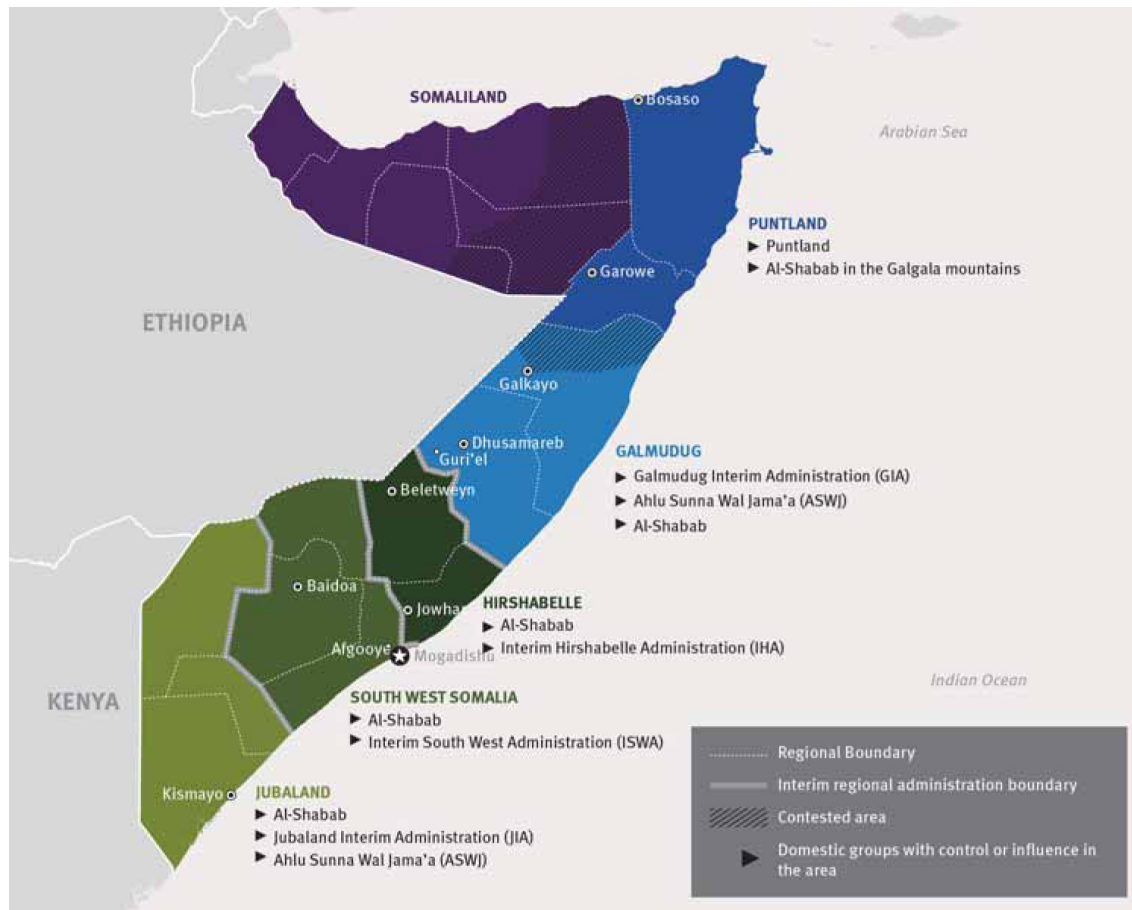 SOMALILAND
Bosaso
Arabian Sea
PUNTLAND
► Puntland
► Al-Shabab in the Galgala mountains
Garowe
ETHIOPIA
Galkayo
Dhusamareb
Guri'el
GALMUDUG
► Galmudug Interim Administration (GIA)
► Ahlu Sunna Wal Jama'a (ASWJ)
► Al-Shabab
Beletweyn
Baidoa
Jowha
HIRSHABELLE
► Al-Shabab
► Interim Hirshabelle Administration (IHA)
Afgooye
Mogadishu
Indian Ocean
KENYA
SOUTH WEST SOMALIA
► Al-Shabab
► Interim South West Administration (ISWA)
Kismayo
JUBALAND
► Al-Shabab
► Jubaland Interim Administration (JIA)
► Ahlu Sunna Wal Jama'a (ASWJ)
Regional Boundary
Interim regional administration boundary
Contested area
Domestic groups with control or influence in
the area